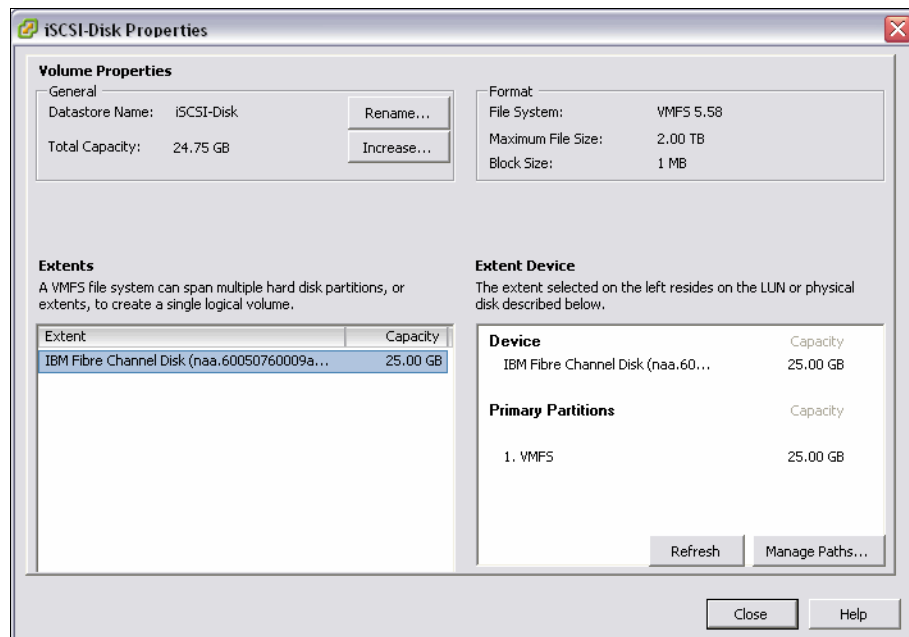 iSCSI-Disk Properties
Volume Properties
General
Datastore Name: iSCSI-Disk
Rename...
Total Capacity: 24.75 GB
Increase...
Format
File System: VMFS 5.58
Maximum File Size: 2.00 TB
Block Size: 1 MB
Extents
A VMFS file system can span multiple hard disk partitions, or
extents, to create a single logical volume.
Extent Capacity
IBM Fibre Channel Disk (naa.60050760009a... 25.00 GB
Extent Device
The extent selected on the left resides on the LUN or physical
disk described below.
Device Capacity
IBM Fibre Channel Disk (naa.60... 25.00 GB
Primary Partitions Capacity
1. VMFS 25.00 GB
Refresh Manage Paths...
Close Help